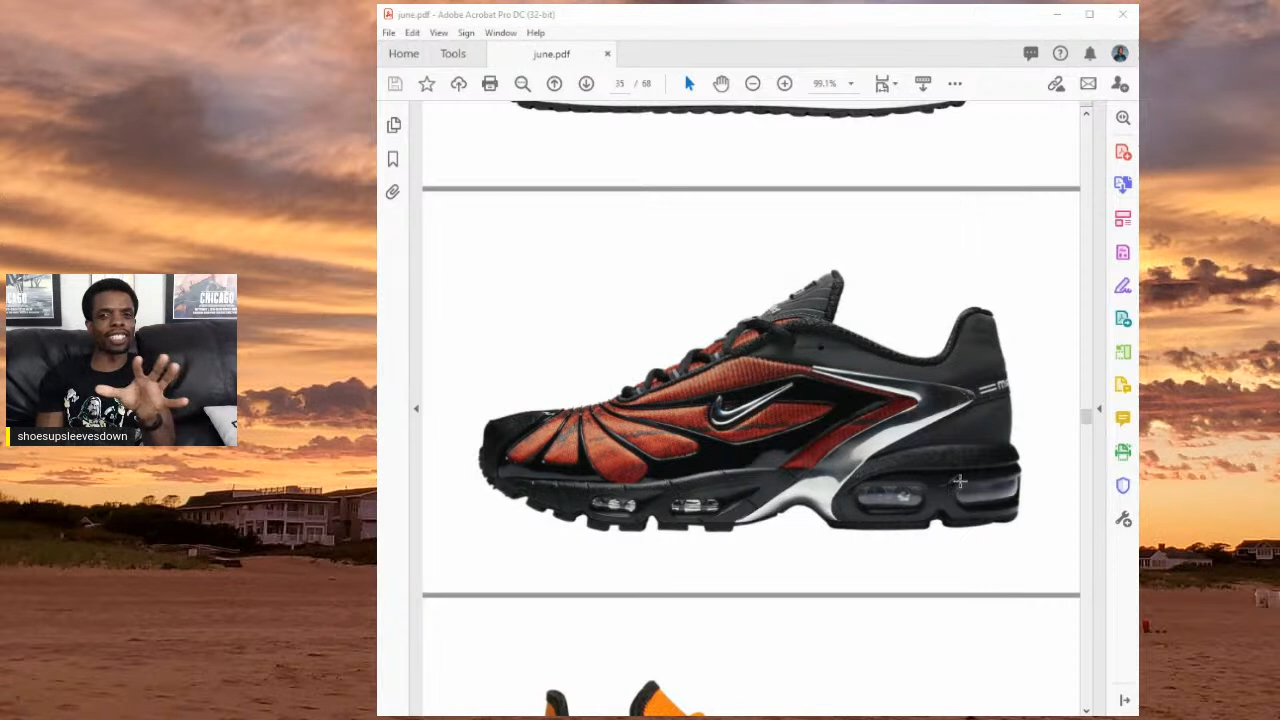 june.pdf - Adobe Acrobat Pro DC (32-bit)
File Edit View Sign Window Help
Home Tools june.pdf
35 / 68 99.1%
CHICAGO
shoesupsleevesdown